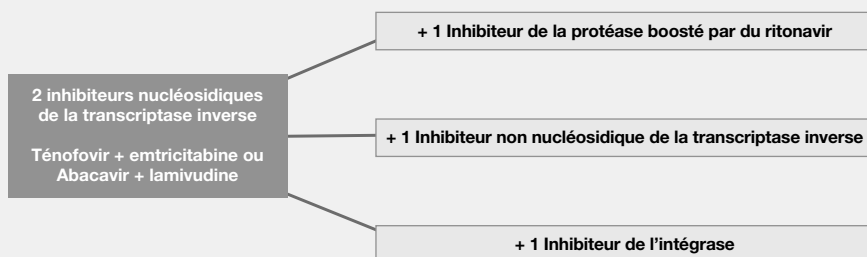 + 1 Inhibiteur de la protéase boosté par du ritonavir
2 inhibiteurs nucléosidiques
de la transcriptase inverse
Ténofovir + emtricitabine ou
Abacavir + lamivudine
+ 1 Inhibiteur non nucléosidique de la transcriptase inverse
+ 1 Inhibiteur de l’intégrase